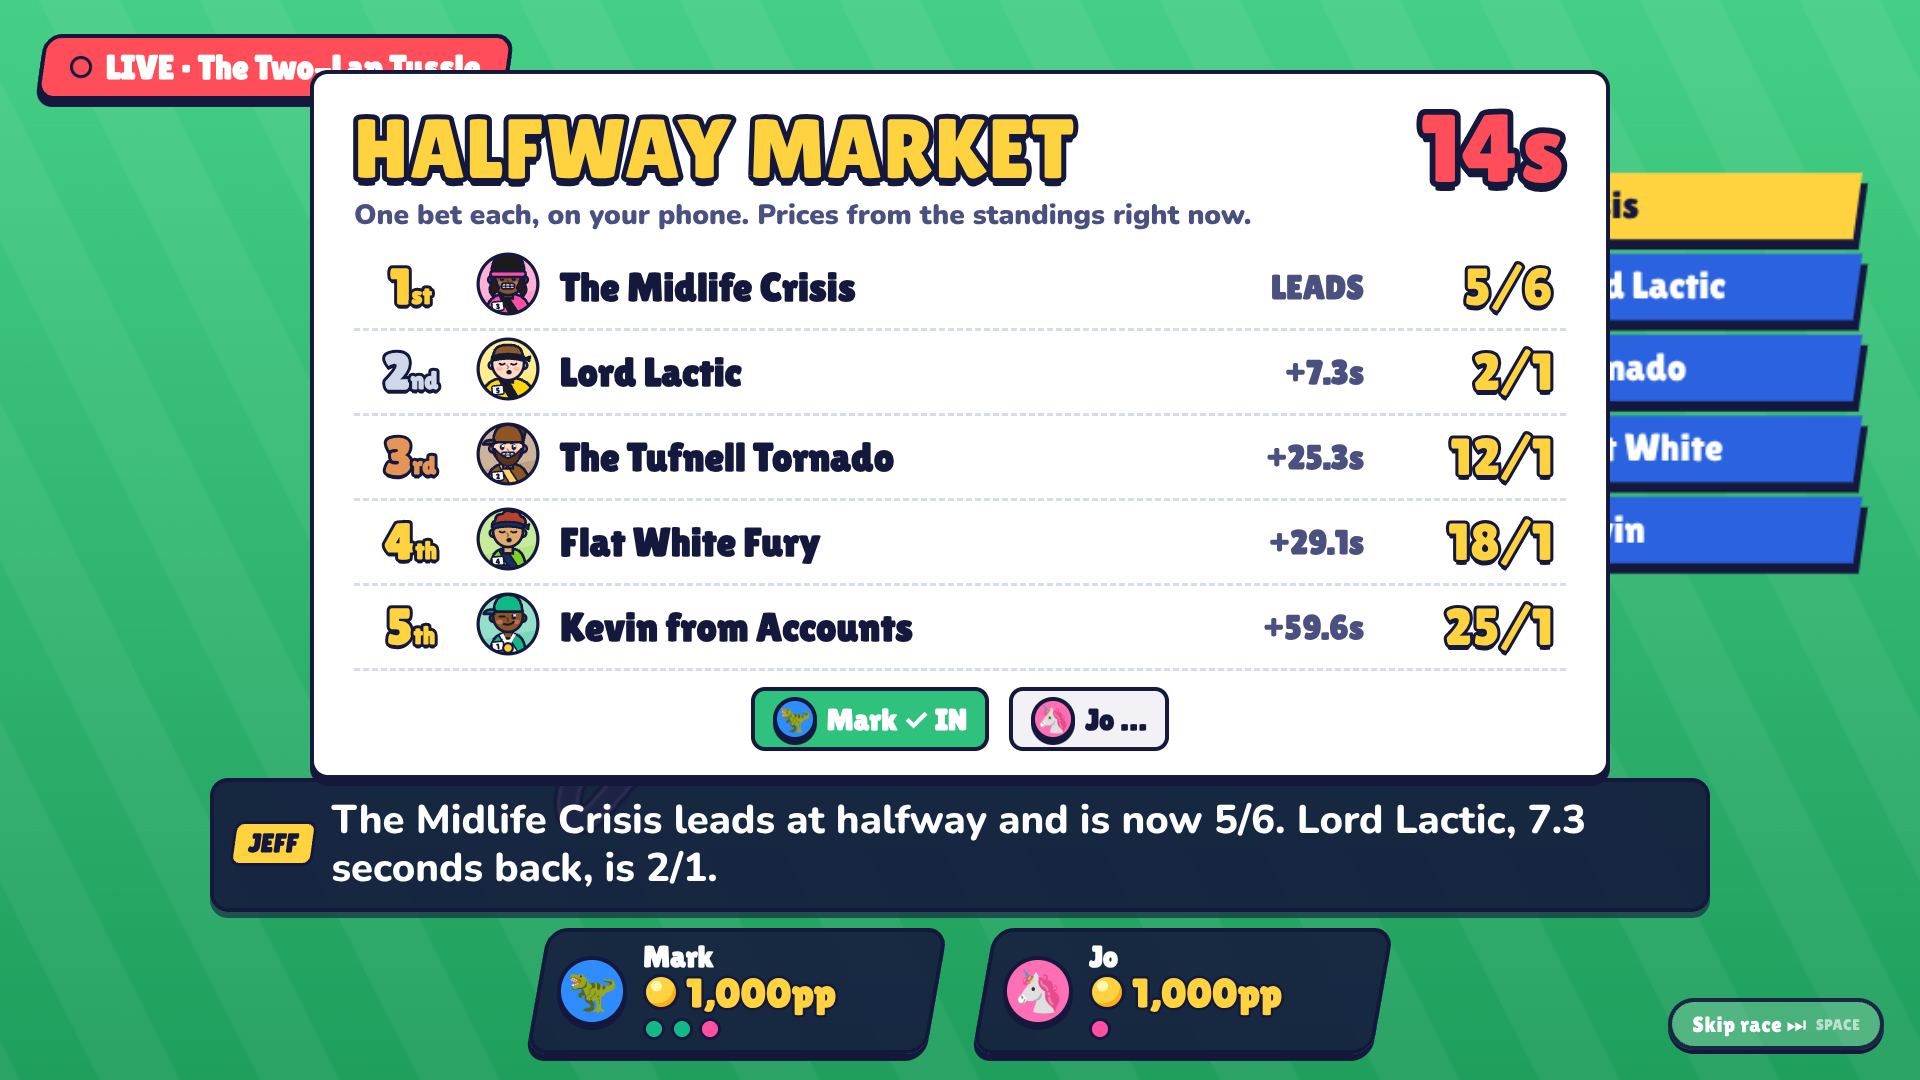 LIVE · The Two-Lap Tussle
HALFWAY MARKET
14s
One bet each, on your phone. Prices from the standings right now.
1st The Midlife Crisis LEADS 5/6
2nd Lord Lactic +7.3s 2/1
3rd The Tufnell Tornado +25.3s 12/1
4th Flat White Fury +29.1s 18/1
5th Kevin from Accounts +59.6s 25/1
is
d Lactic
nado
t White
vin
Mark ✓ IN
Jo ...
JEFF
The Midlife Crisis leads at halfway and is now 5/6. Lord Lactic, 7.3
seconds back, is 2/1.
Mark
1,000pp
Jo
1,000pp
Skip race ⏭ SPACE